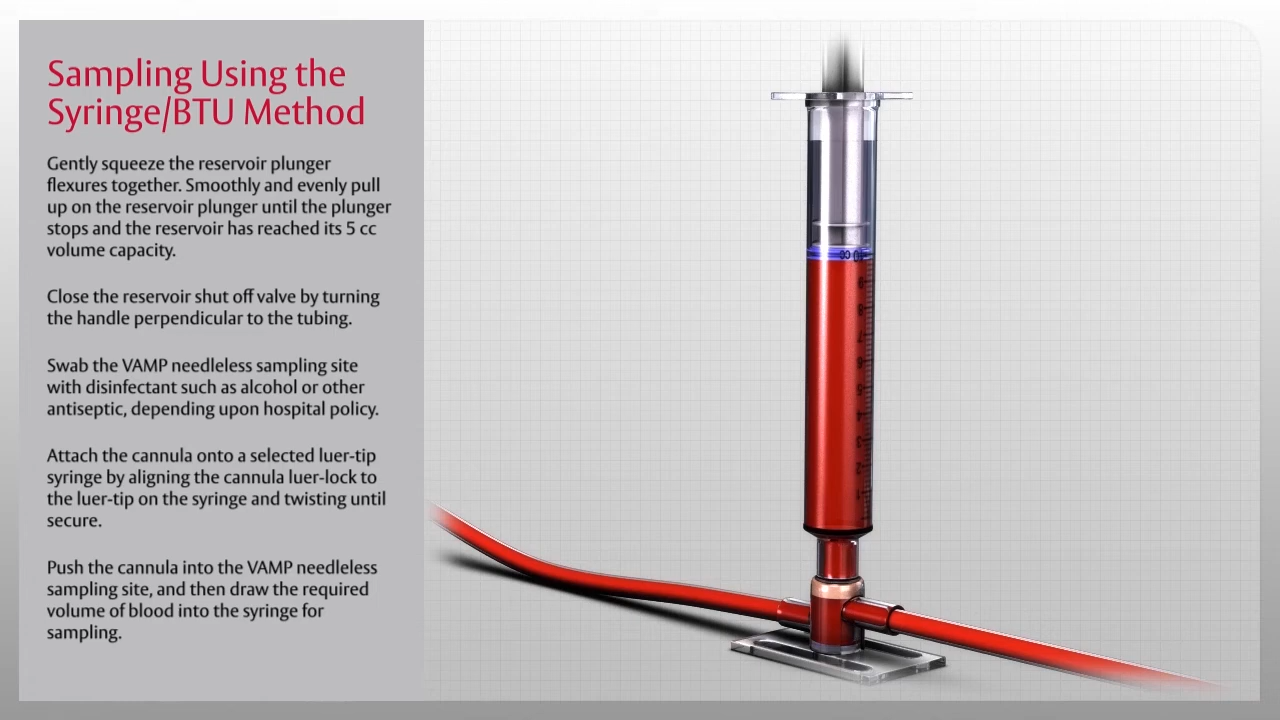 Sampling Using the
Syringe/BTU Method
Gently squeeze the reservoir plunger
flexures together. Smoothly and evenly pull
up on the reservoir plunger until the plunger
stops and the reservoir has reached its 5 cc
volume capacity.
Close the reservoir shut off valve by turning
the handle perpendicular to the tubing.
Swab the VAMP needleless sampling site
with disinfectant such as alcohol or other
antiseptic, depending upon hospital policy.
Attach the cannula onto a selected luer-tip
syringe by aligning the cannula luer-lock to
the luer-tip on the syringe and twisting until
secure.
Push the cannula into the VAMP needleless
sampling site, and then draw the required
volume of blood into the syringe for
sampling.